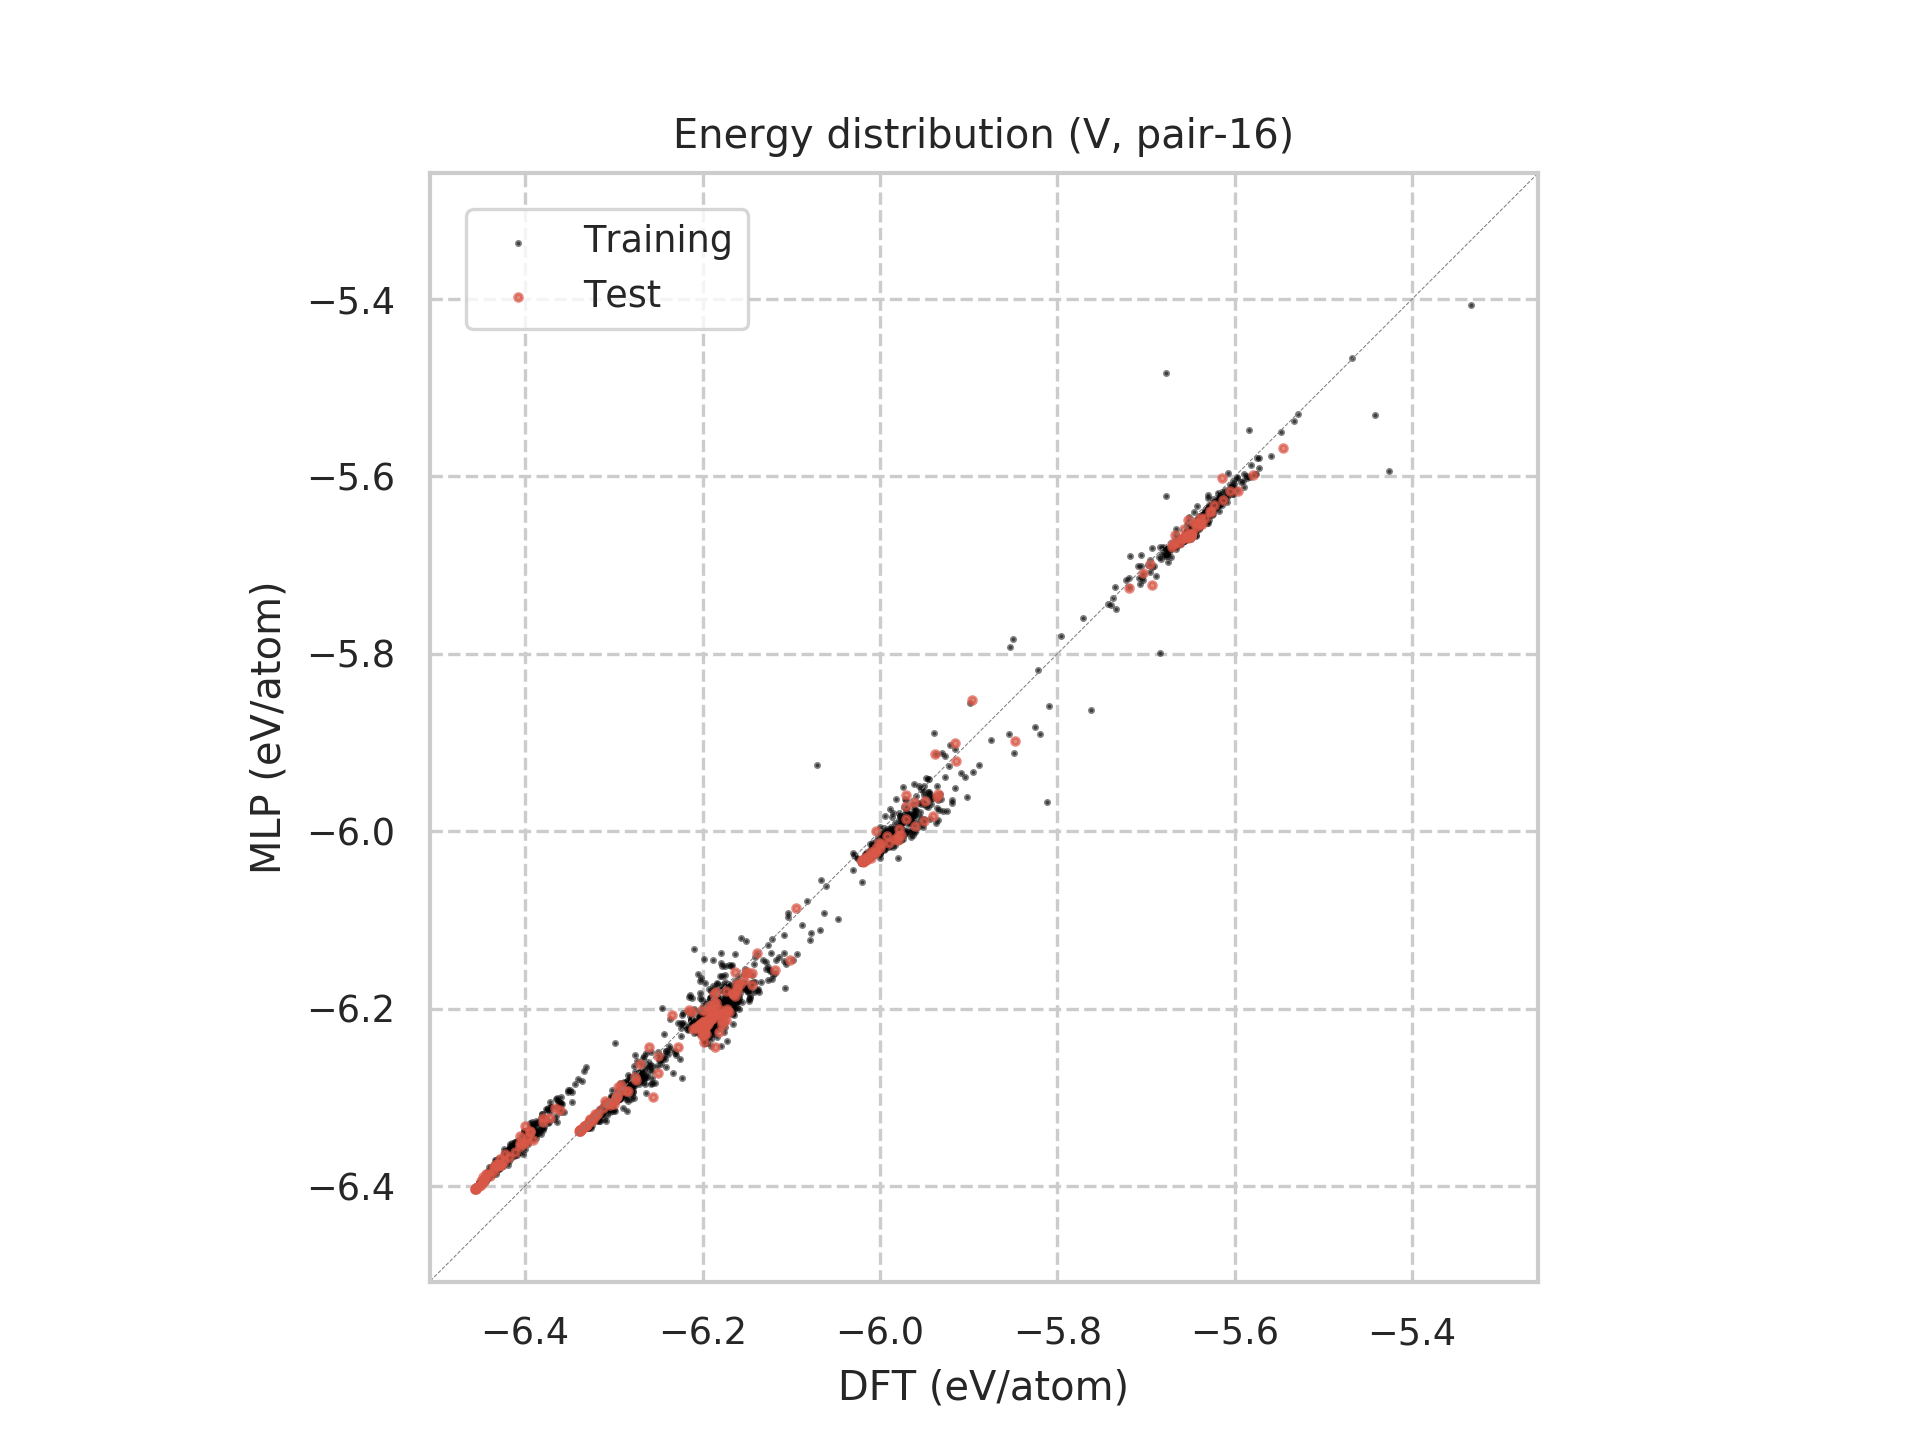 Energy distribution (V, pair-16)
Training
Test
−5.4
−5.6
−5.8
−6.0
−6.2
−6.4
MLP (eV/atom)
−6.4 −6.2 −6.0 −5.8 −5.6 −5.4
DFT (eV/atom)